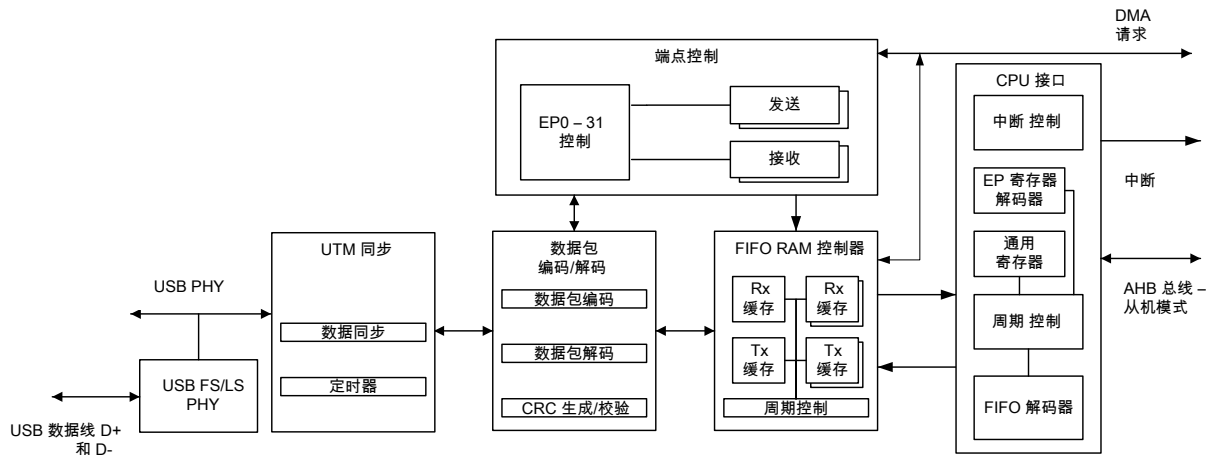 DMA
请求
端点控制
EP0 – 31
控制
发送
接收
CPU 接口
中断 控制
中断
EP 寄存器
解码器
通用
寄存器
周期 控制
FIFO 解码器
AHB 总线 –
从机模式
UTM 同步
数据同步
定时器
数据包
编码/解码
数据包编码
数据包解码
CRC 生成/校验
FIFO RAM 控制器
Rx
缓存
Rx
缓存
Tx
缓存
Tx
缓存
周期控制
USB PHY
USB FS/LS
PHY
USB 数据线 D+
和 D-